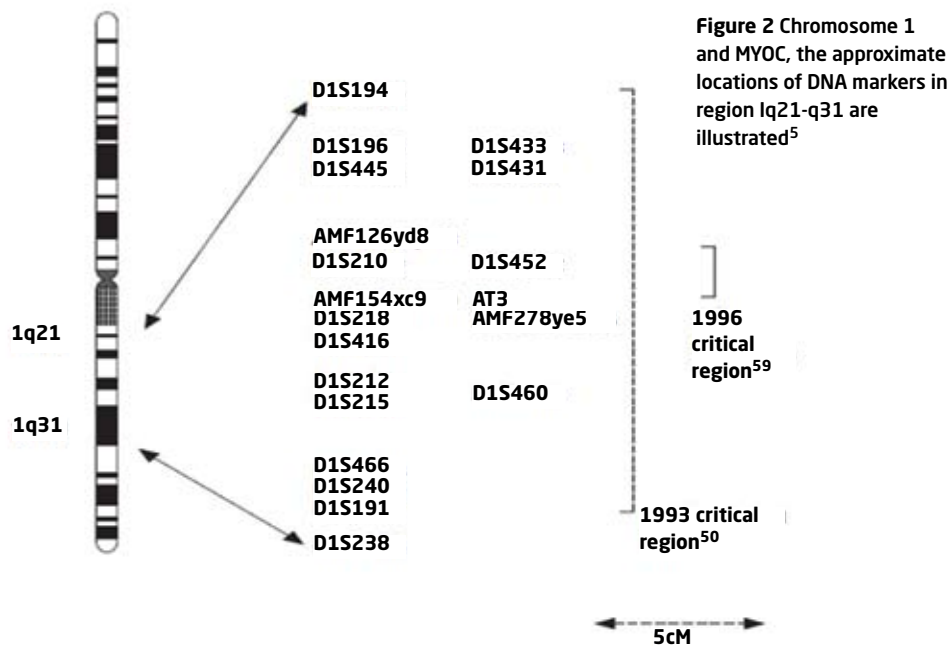 Figure 2 Chromosome 1
and MYOC, the approximate
locations of DNA markers in
region Iq21-q31 are
illustrated5
D1S194
D1S196 D1S433
D1S445 D1S431
AMF126yd8
D1S210 D1S452
AMF154xc9 AT3
D1S218 AMF278ye5
D1S416
D1S212
D1S215 D1S460
D1S466
D1S240
D1S191
D1S238
1q21
1q31
1996
critical
region59
1993 critical
region50
5cM